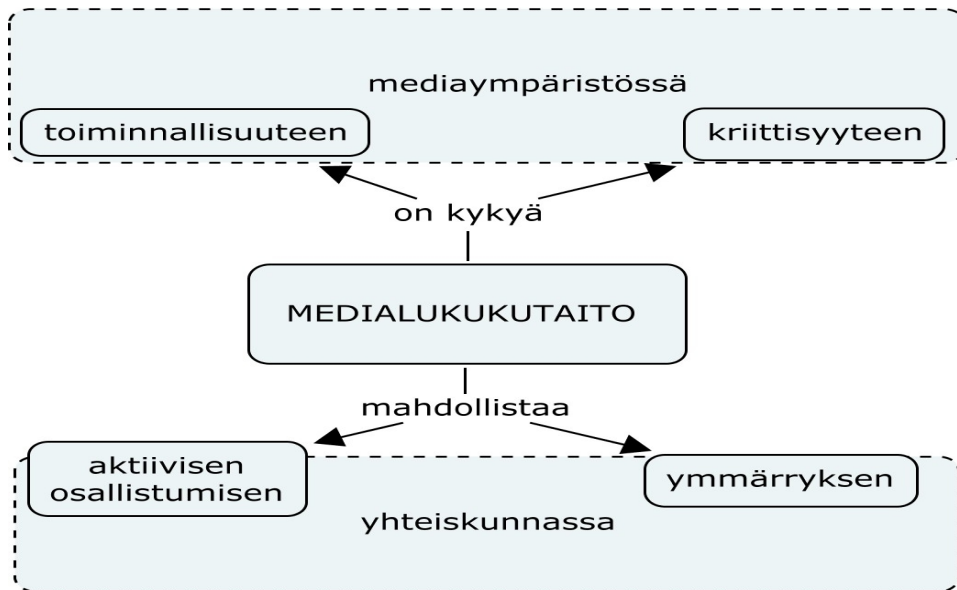 mediaympäristössä
toiminnallisuuteen
kriittisyyteen
on kykyä
MEDIALUKUKUTAITO
mahdollistaa
aktiivisen
osallistumisen
ymmärryksen
yhteiskunnassa